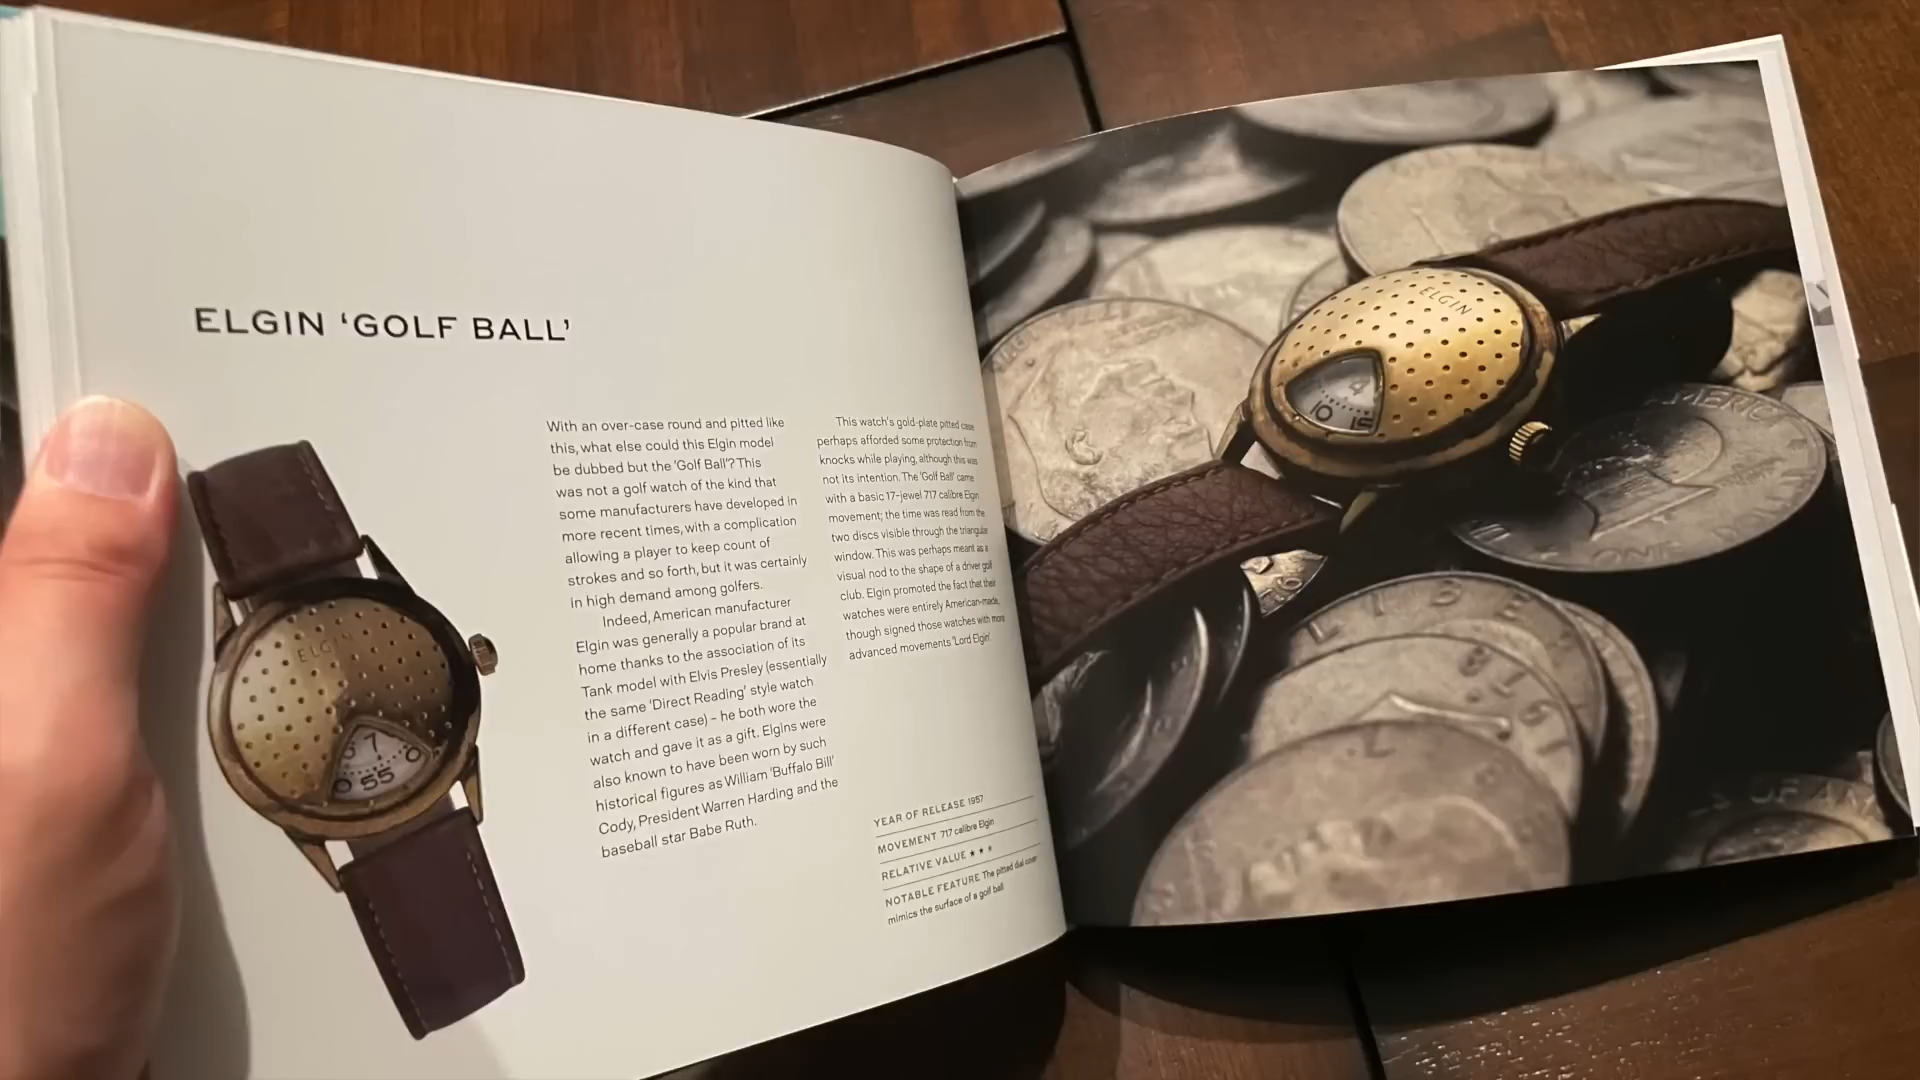 ELGIN ‘GOLF BALL’
With an over-case round and pitted like
this, what else could this Elgin model
be dubbed but the ‘Golf Ball’? This
was not a golf watch of the kind that
some manufacturers have developed in
more recent times, with a complication
allowing a player to keep count of
strokes and so forth, but it was certainly
in high demand among golfers.
Indeed, American manufacturer
Elgin was generally a popular brand at
home thanks to the association of its
Tank model with Elvis Presley (essentially
the same ‘Direct Reading’ style watch
in a different case) – he both wore the
watch and gave it as a gift. Elgins were
also known to have been worn by such
historical figures as William ‘Buffalo Bill’
Cody, President Warren Harding and the
baseball star Babe Ruth.
This watch’s gold-plate pitted case
perhaps afforded some protection from
knocks while playing, although this was
not its intention. The ‘Golf Ball’ came
with a basic 17-jewel 717 calibre Elgin
movement; the time was read from the
two discs visible through the triangular
window. This was perhaps meant as a
visual nod to the shape of a driver golf
club. Elgin promoted the fact that their
watches were entirely American-made,
though signed those watches with more
advanced movements ‘Lord Elgin’.
YEAR OF RELEASE 1957
MOVEMENT 717 calibre Elgin
RELATIVE VALUE ★ ★ ★
NOTABLE FEATURE The pitted dial cover
mimics the surface of a golf ball
ELGIN
7
55
ELGIN
4
10 15
ONE DOLLAR